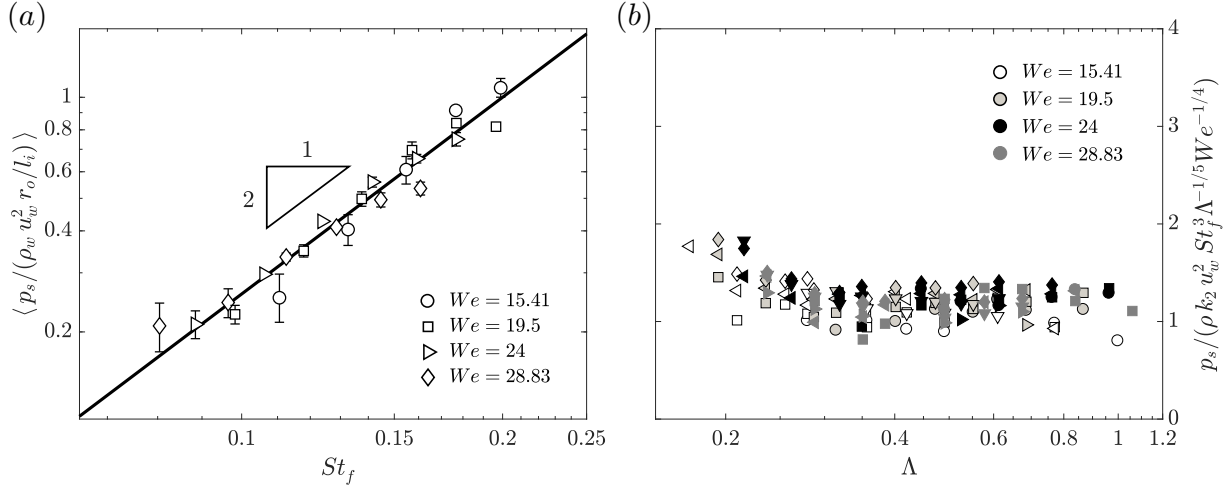 (a)
⟨ p_s/(ρ_w u_w^2 r_o/l_i) ⟩
1
0.8
0.6
0.4
0.2
1
2
We = 15.41
We = 19.5
We = 24
We = 28.83
0.1 0.15 0.2 0.25
St_f
(b)
We = 15.41
We = 19.5
We = 24
We = 28.83
4
3
2
1
0
p_s/(ρ k_2 u_w^2 St_f^3 Λ^{-1/5} We^{-1/4})
0.2 0.4 0.6 0.8 1 1.2
Λ